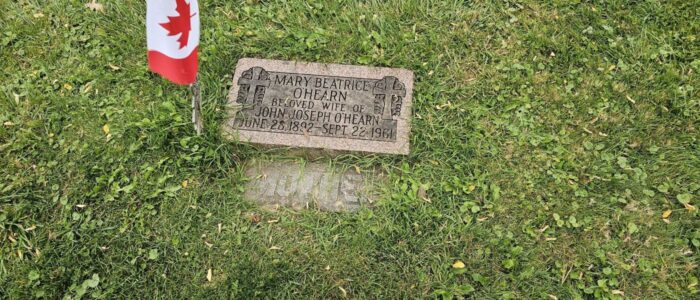 MARY BEATRICE
O'HEARN
BELOVED WIFE OF
JOHN JOSEPH O'HEARN
JUNE 28.1892-SEPT.22.1961